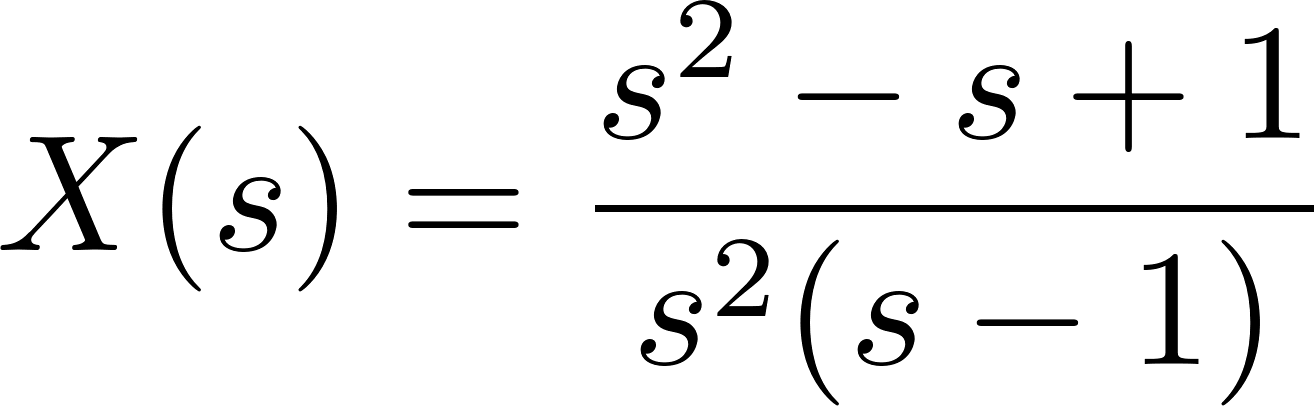 X(s) = \frac{s^2 - s + 1}{s^2(s - 1)}